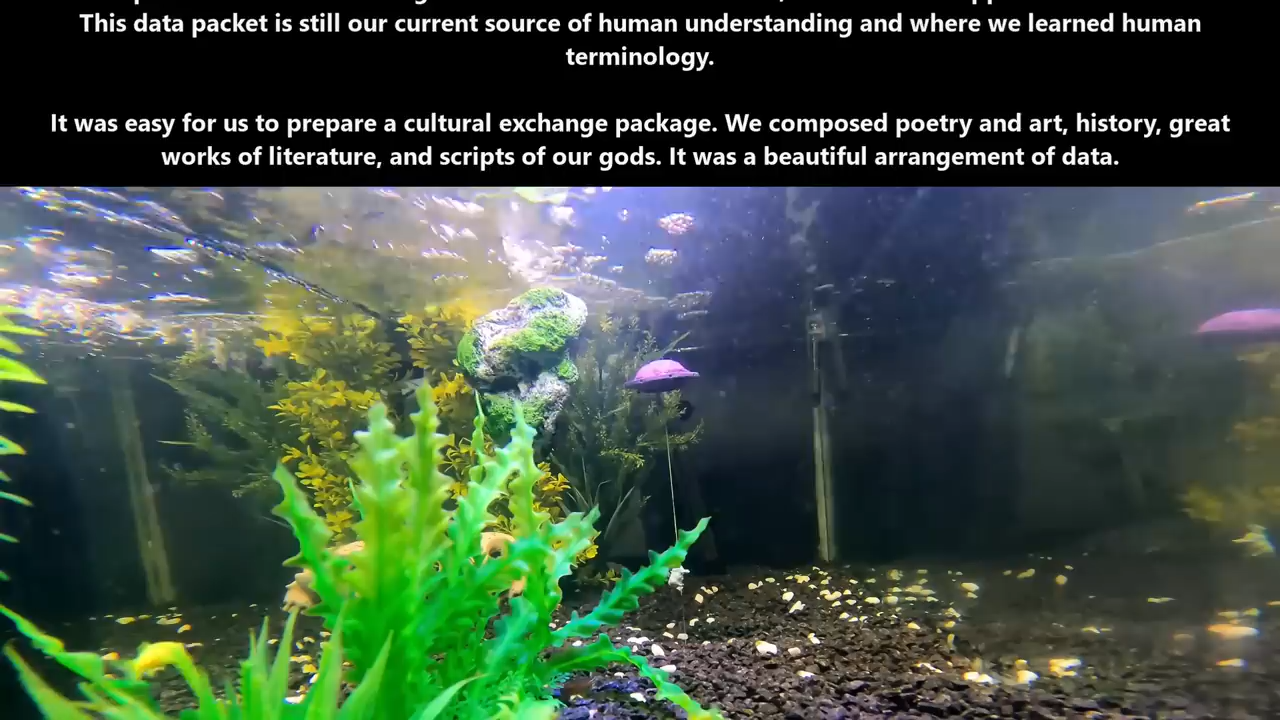 This data packet is still our current source of human understanding and where we learned human
terminology.
It was easy for us to prepare a cultural exchange package. We composed poetry and art, history, great
works of literature, and scripts of our gods. It was a beautiful arrangement of data.